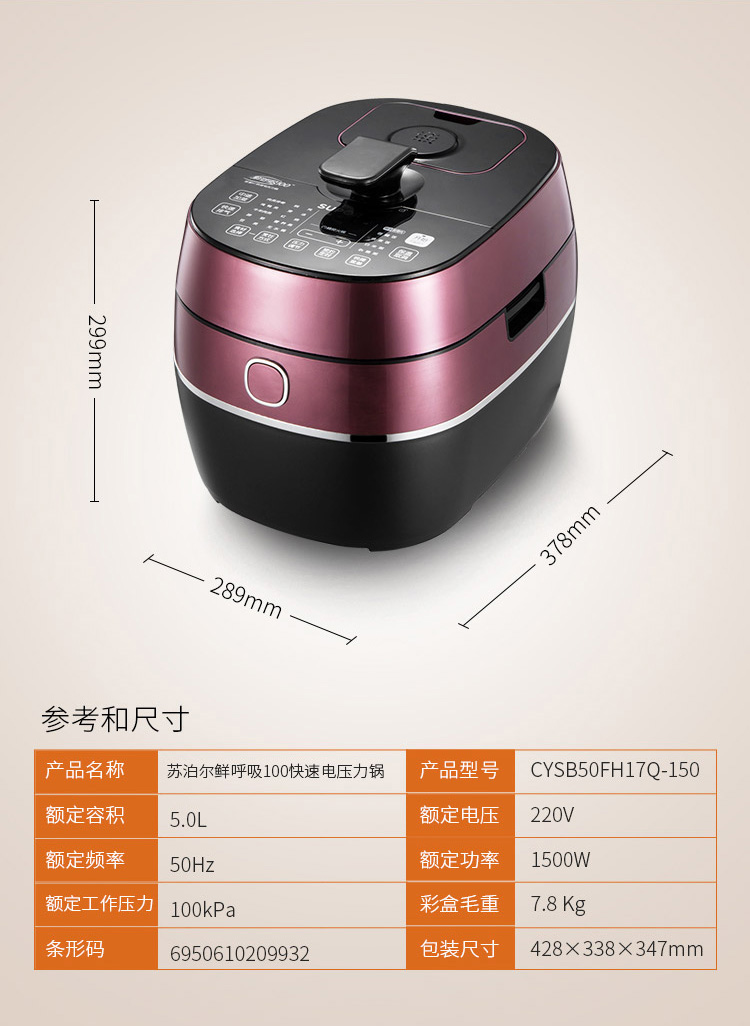 299mm
289mm
378mm
参考和尺寸
产品名称 苏泊尔鲜呼吸100快速电压力锅 产品型号 CYSB50FH17Q-150
额定容积 5.0L 额定电压 220V
额定频率 50Hz 额定功率 1500W
额定工作压力 100kPa 彩盒毛重 7.8 Kg
条形码 6950610209932 包装尺寸 428×338×347mm